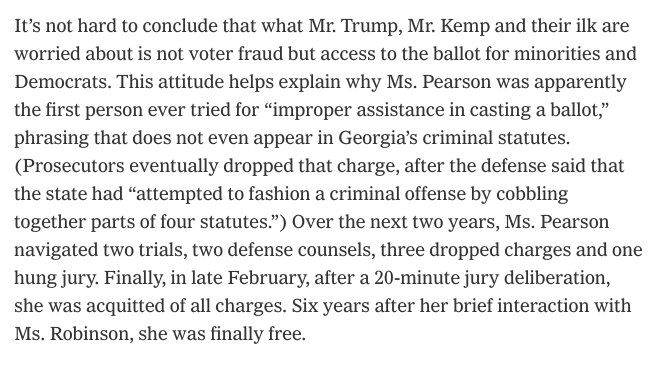 It’s not hard to conclude that what Mr. Trump, Mr. Kemp and their ilk are
worried about is not voter fraud but access to the ballot for minorities and
Democrats. This attitude helps explain why Ms. Pearson was apparently
the first person ever tried for “improper assistance in casting a ballot,”
phrasing that does not even appear in Georgia’s criminal statutes.
(Prosecutors eventually dropped that charge, after the defense said that
the state had “attempted to fashion a criminal offense by cobbling
together parts of four statutes.”) Over the next two years, Ms. Pearson
navigated two trials, two defense counsels, three dropped charges and one
hung jury. Finally, in late February, after a 20-minute jury deliberation,
she was acquitted of all charges. Six years after her brief interaction with
Ms. Robinson, she was finally free.